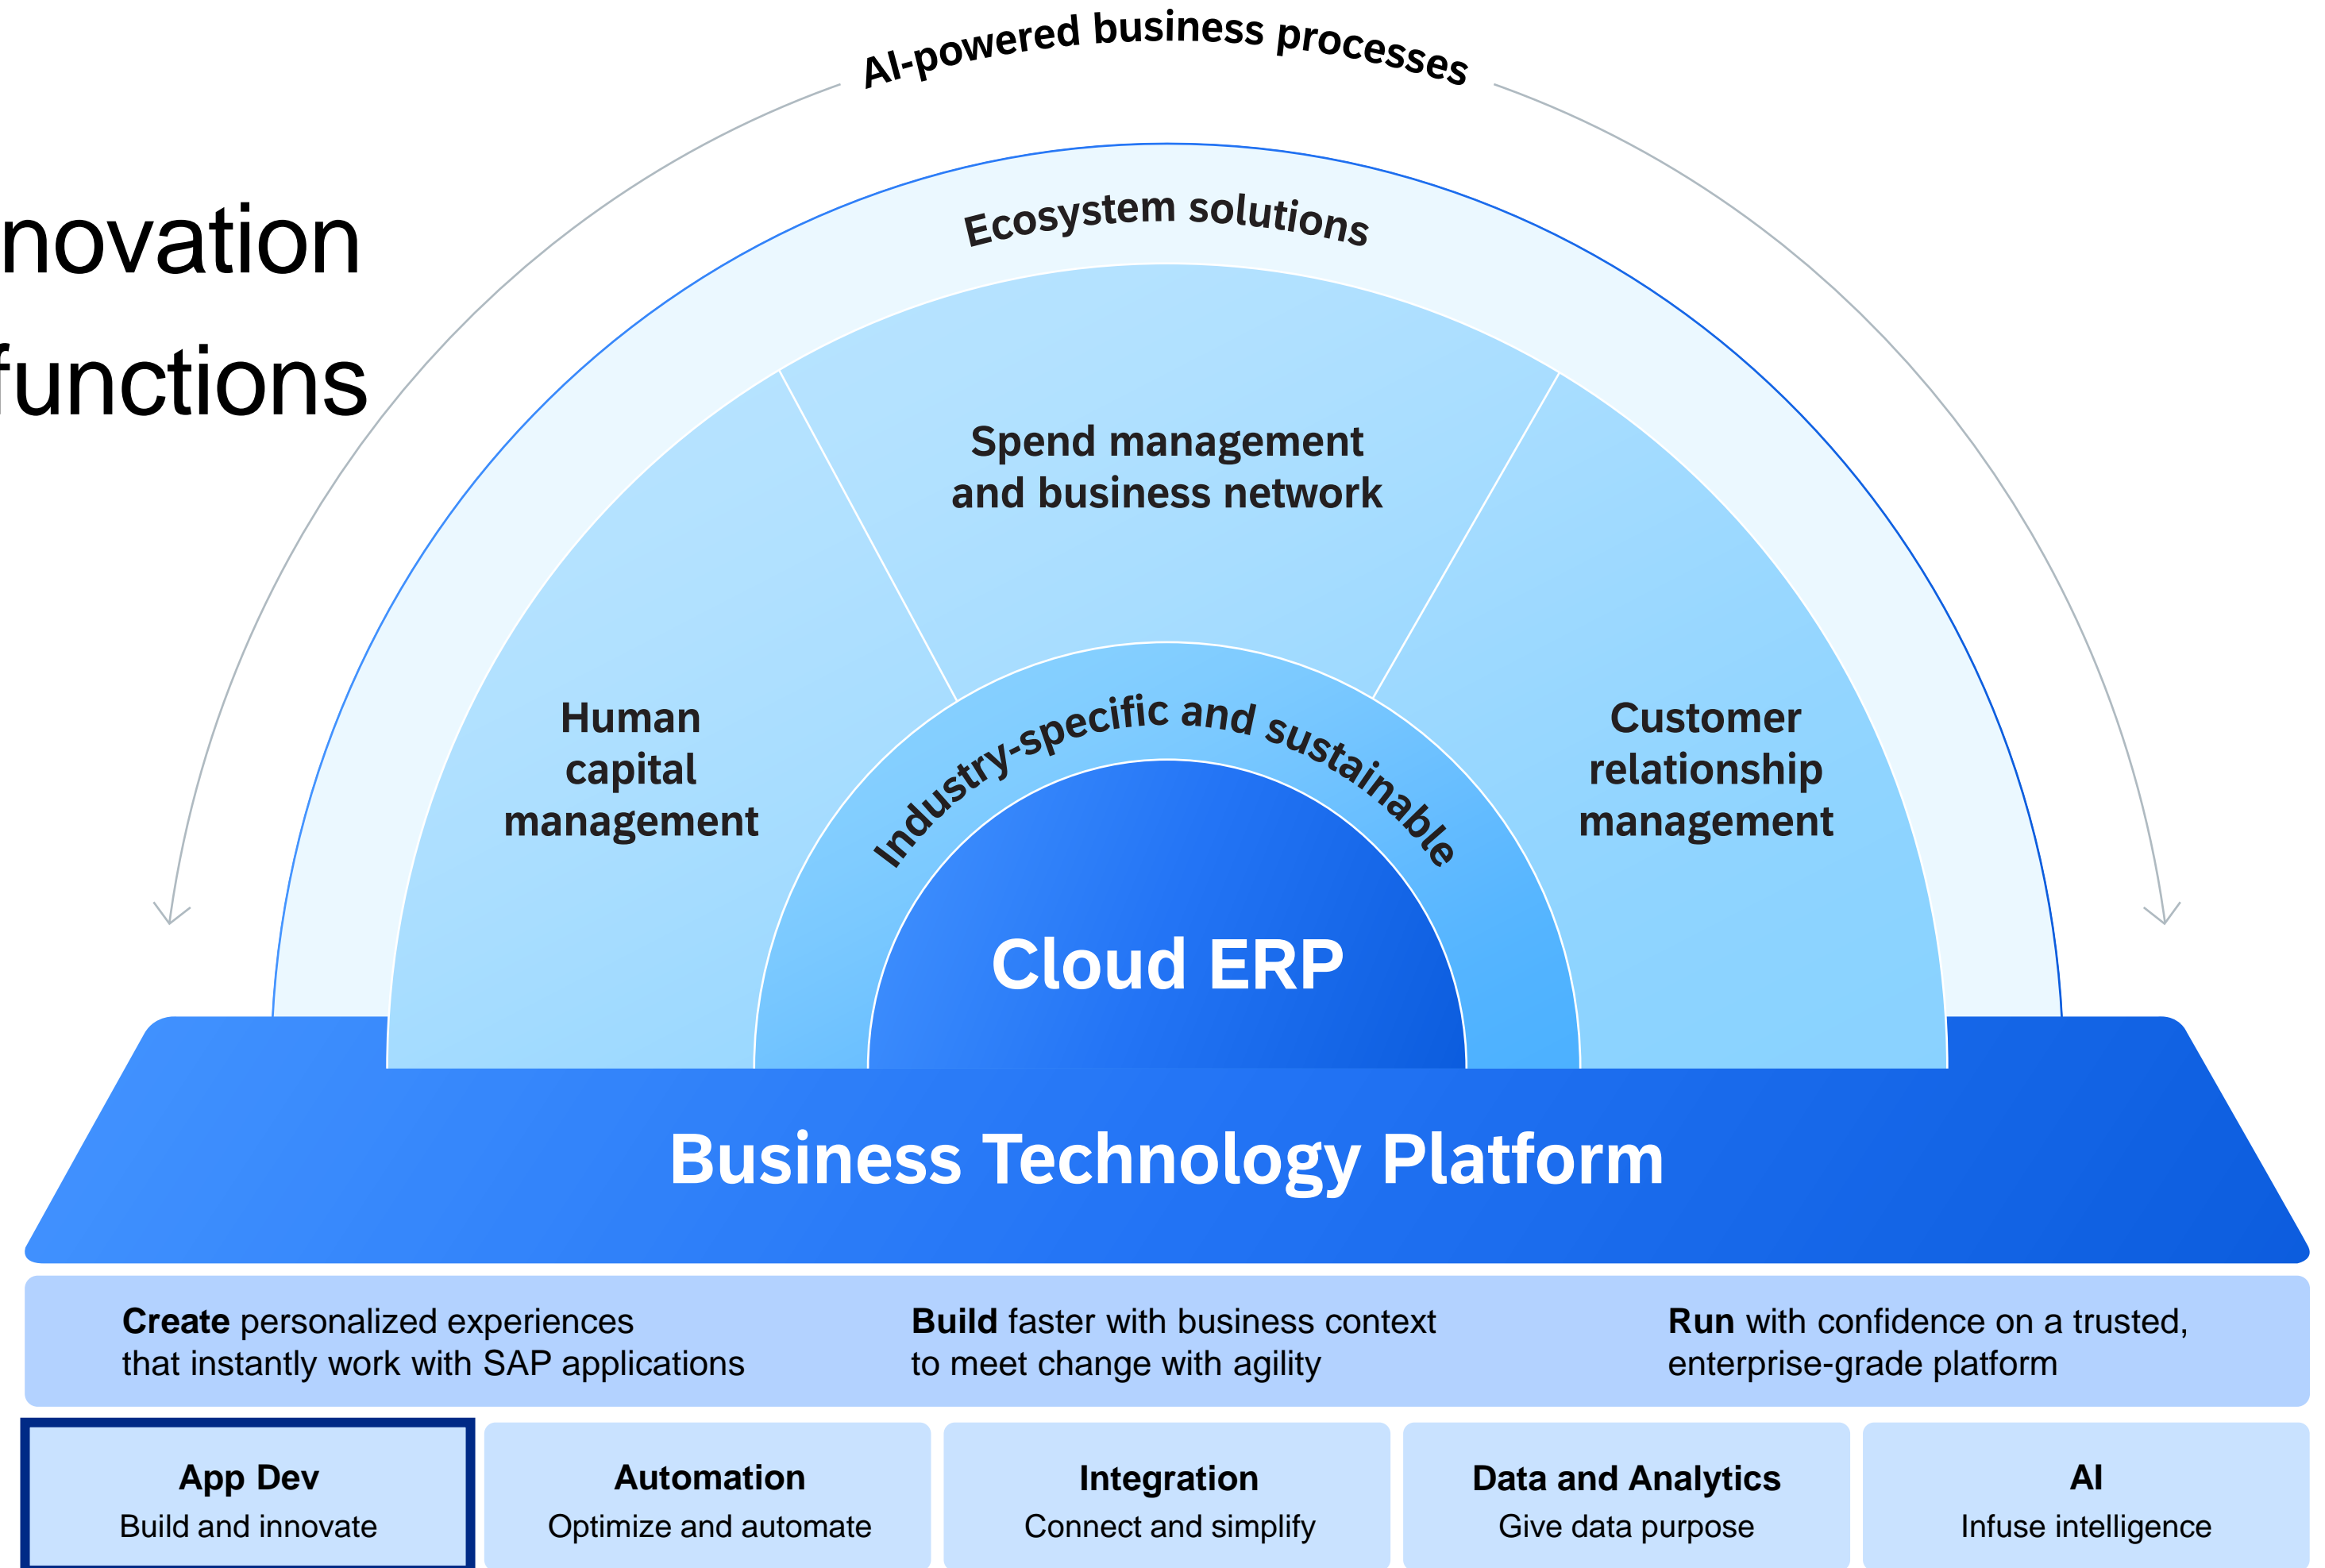 AI-powered business processes
novation
functions
Ecosystem solutions
Spend management
and business network
Human
capital
management
Customer
relationship
management
Industry-specific and sustainable
Cloud ERP
Business Technology Platform
Create personalized experiences
that instantly work with SAP applications
Build faster with business context
to meet change with agility
Run with confidence on a trusted,
enterprise-grade platform
App Dev
Build and innovate
Automation
Optimize and automate
Integration
Connect and simplify
Data and Analytics
Give data purpose
AI
Infuse intelligence